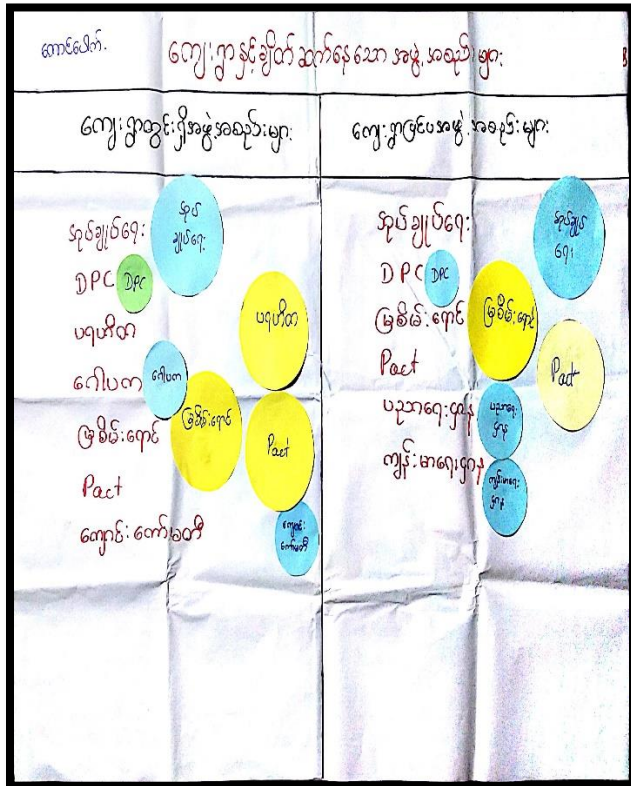 တောင်ပေါက်.
ကျေးရွာနှင့်ချိတ်ဆက်နေသော အဖွဲ့အစည်းများ
ကျေးရွာတွင်းရှိအဖွဲ့အစည်းများ
အုပ်ချုပ်ရေး
အုပ်ချုပ်ရေး
DPC
DPC
ပရဟိတ
ပရဟိတ
ဂေါပက
ဂေါပက
မြစိမ်းရောင်
မြစိမ်းရောင်
Pact
Pact
ကျောင်းကော်မတီ
ကျောင်းကော်မတီ
ကျေးရွာပြင်ပအဖွဲ့အစည်းများ
အုပ်ချုပ်ရေး
အုပ်ချုပ်ရေး
DPC
DPC
မြစိမ်းရောင်
မြစိမ်းရောင်
Pact
Pact
ပညာရေးဌာန
ပညာရေးဌာန
ကျန်းမာရေးဌာန
ကျန်းမာရေးဌာန